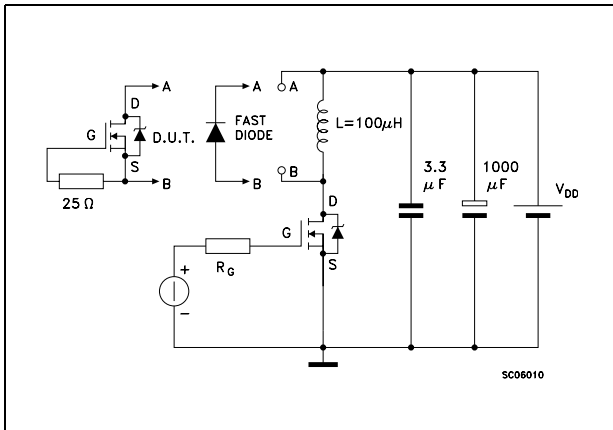 A
A
A
D
G
D.U.T.
S
B
25 Ω
FAST
DIODE
B
B
L=100μH
3.3
μF
1000
μF
VDD
D
G
S
RG
+
−
SC06010